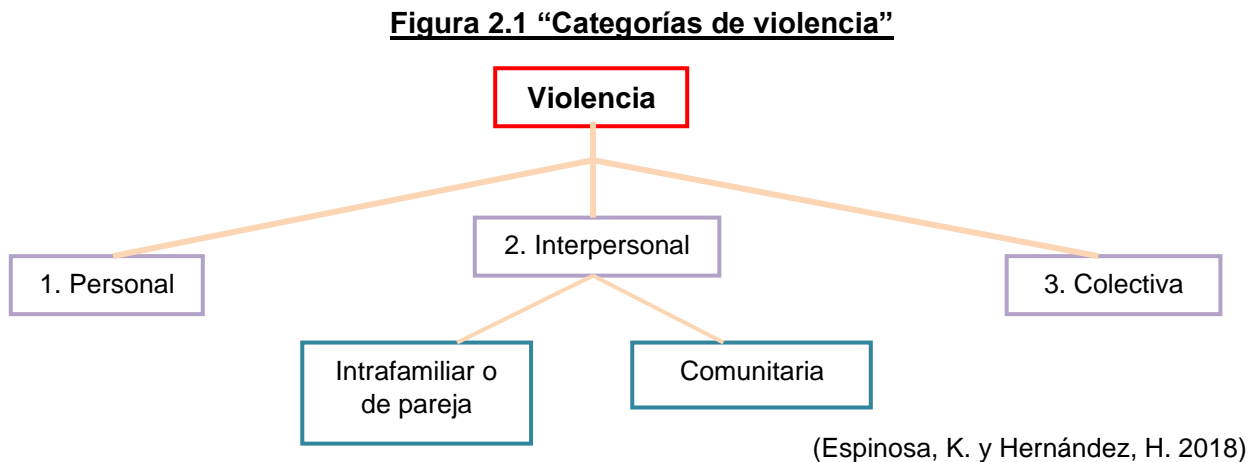 Figura 2.1 “Categorías de violencia”
Violencia
1. Personal
2. Interpersonal
3. Colectiva
Intrafamiliar o
de pareja
Comunitaria
(Espinosa, K. y Hernández, H. 2018)